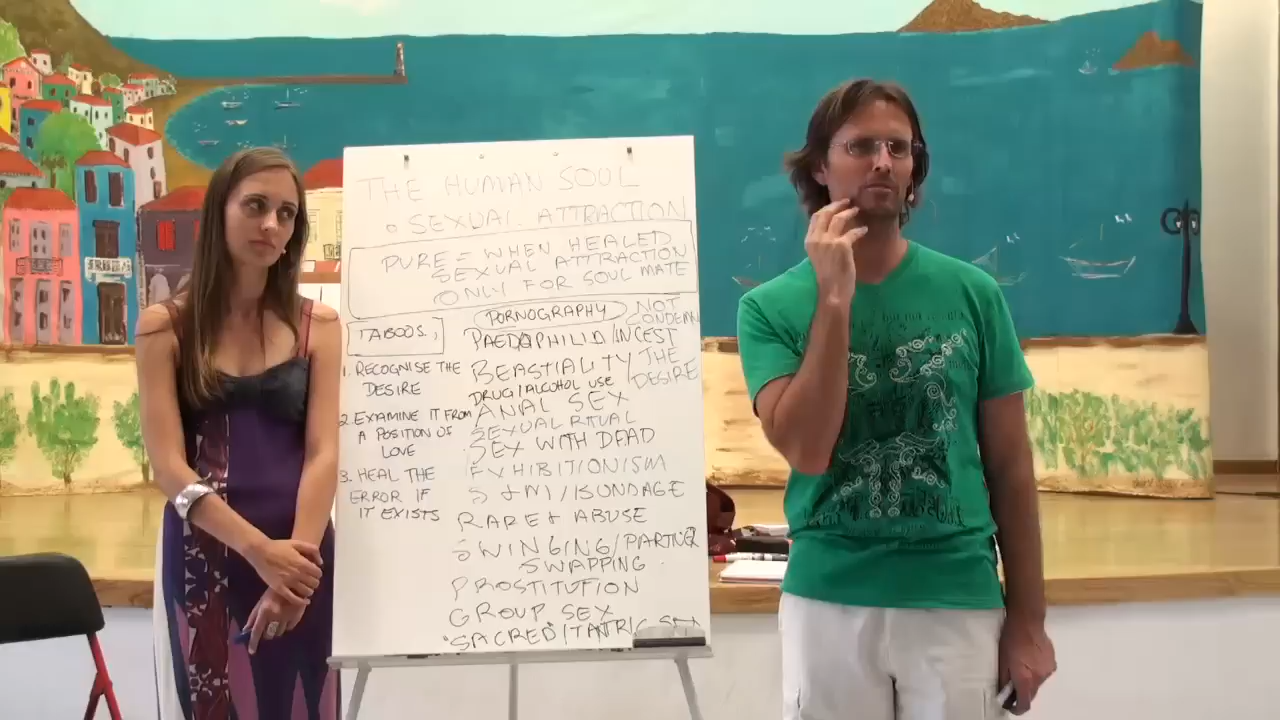 THE HUMAN SOUL
o SEXUAL ATTRACTION
PURE = WHEN HEALED
SEXUAL ATTRACTION
ONLY FOR SOUL MATE
TABOOS.
1. RECOGNISE THE
DESIRE
2. EXAMINE IT FROM
A POSITION OF
LOVE
3. HEAL THE
ERROR IF
IT EXISTS
PORNOGRAPHY
PAEDOPHILIA/INCEST
BEASTIALITY
DRUG/ALCOHOL USE
ANAL SEX
SEXUAL RITUAL
SEX WITH DEAD
EXHIBITIONISM
S+M/BONDAGE
RAPE + ABUSE
SWINGING/PARTNER
SWAPPING
PROSTITUTION
GROUP SEX
NOT
CONDEMN
THE
DESIRE